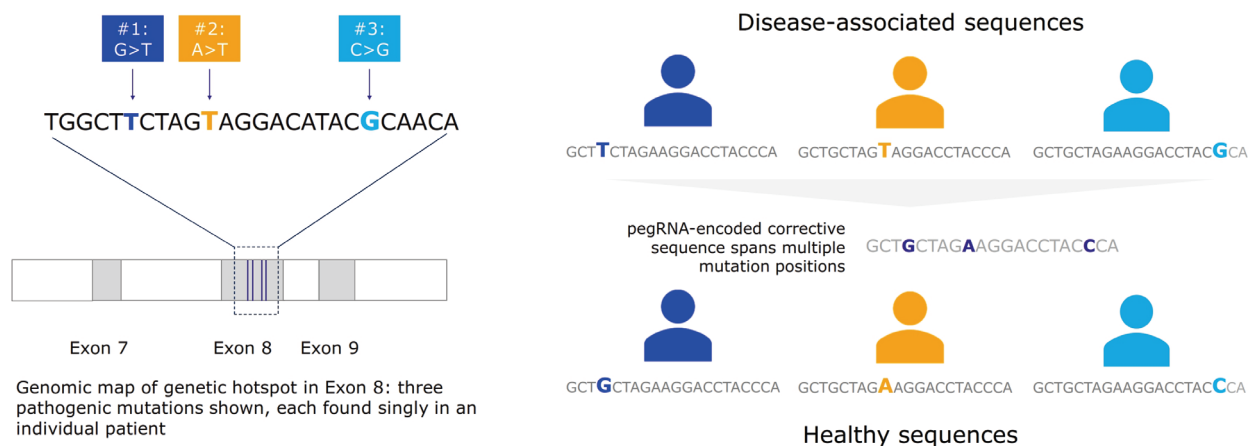 #1:
G>T
#2:
A>T
#3:
C>G
TGGCTTCTAGTAGGACATACGCAACA
Exon 7
Exon 8
Exon 9
Genomic map of genetic hotspot in Exon 8: three
pathogenic mutations shown, each found singly in an
individual patient
Disease-associated sequences
GCTTCTAGAAGGACCTACCCA
GCTGCTAGTAGGACCTACCCA
GCTGCTAGAAGGACCTACGCA
pegRNA-encoded corrective
sequence spans multiple
mutation positions
GCTGCTAGAAGGACCTACCCA
GCTGCTAGAAGGACCTACCCA
GCTGCTAGAAGGACCTACCCA
GCTGCTAGAAGGACCTACCCA
Healthy sequences